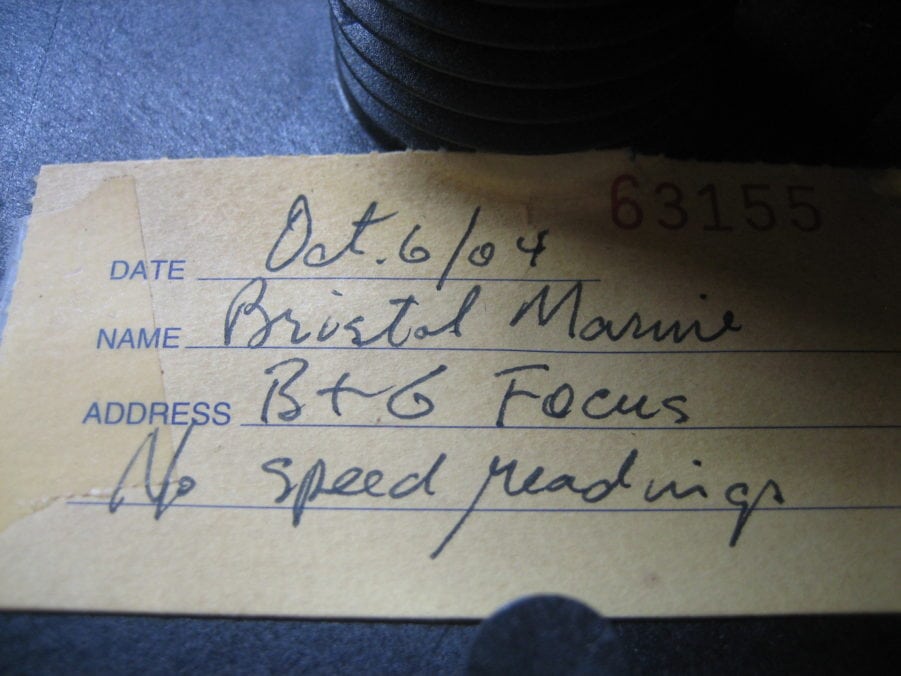 63155
DATE Oct. 6/04
NAME Bristol Marine
ADDRESS B+G Focus
No speed readings